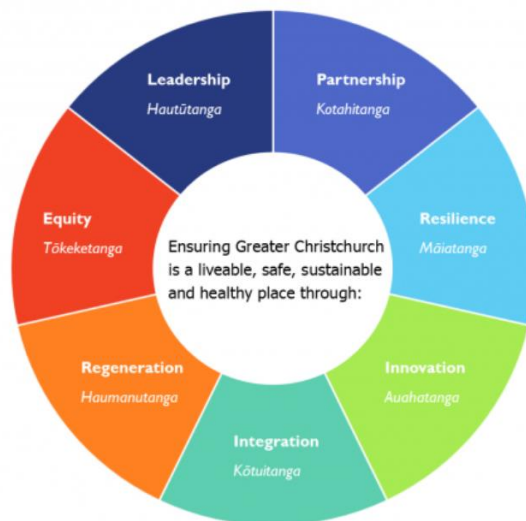 Leadership
Hautūtanga
Partnership
Kotahitanga
Equity
Tōkeketanga
Ensuring Greater Christchurch
is a liveable, safe, sustainable
and healthy place through:
Resilience
Māiatanga
Regeneration
Haumanutanga
Innovation
Auahatanga
Integration
Kōtuitanga